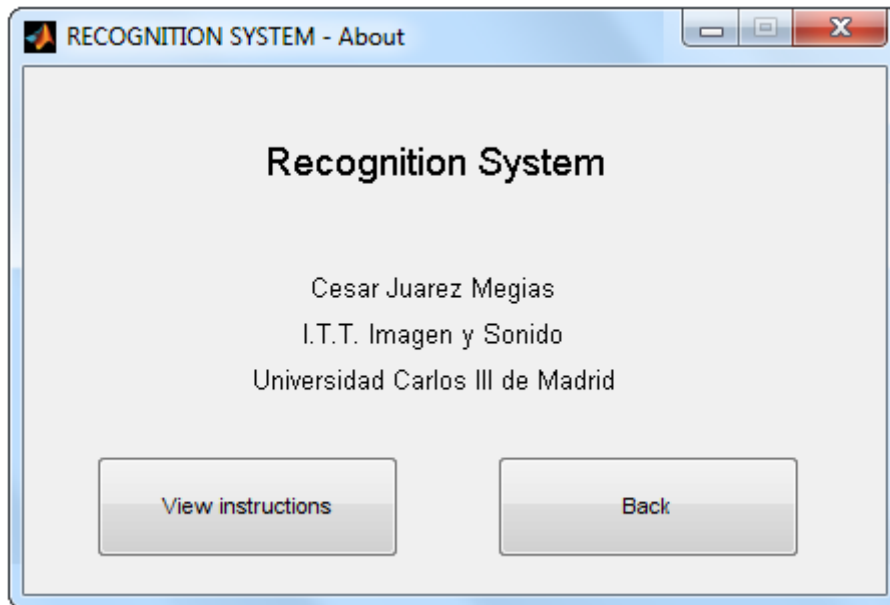 RECOGNITION SYSTEM - About
Recognition System
Cesar Juarez Megias
I.T.T. Imagen y Sonido
Universidad Carlos III de Madrid
View instructions
Back